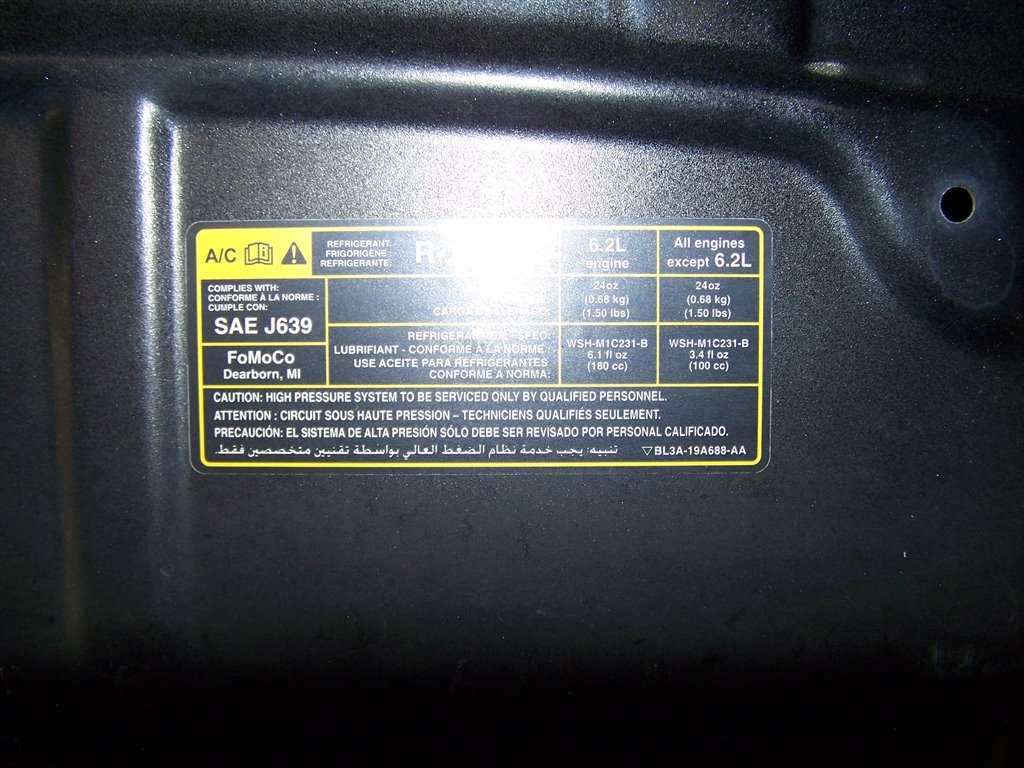 A/C
REFRIGERANT:
FRIGORIGÈNE:
REFRIGERANTE:
6.2L
engine
All engines
except 6.2L
COMPLIES WITH:
CONFORME À LA NORME :
CUMPLE CON:
SAE J639
24oz
(0.68 kg)
(1.50 lbs)
24oz
(0.68 kg)
(1.50 lbs)
FoMoCo
Dearborn, MI
LUBRIFIANT - CONFORME À LA NORME :
USE ACEITE PARA REFRIGERANTES
CONFORME A NORMA:
WSH-M1C231-B
6.1 fl oz
(180 cc)
WSH-M1C231-B
3.4 fl oz
(100 cc)
CAUTION: HIGH PRESSURE SYSTEM TO BE SERVICED ONLY BY QUALIFIED PERSONNEL.
ATTENTION : CIRCUIT SOUS HAUTE PRESSION – TECHNICIENS QUALIFIÉS SEULEMENT.
PRECAUCIÓN: EL SISTEMA DE ALTA PRESIÓN SÓLO DEBE SER REVISADO POR PERSONAL CALIFICADO.
تنبيه: يجب خدمة نظام الضغط العالي بواسطة تقنيين متخصصين فقط.
▽BL3A-19A688-AA